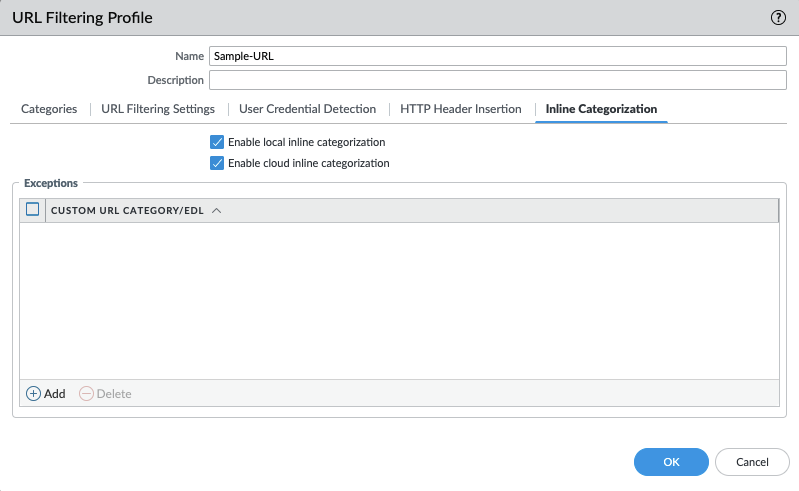 URL Filtering Profile
Name Sample-URL
Description
Categories URL Filtering Settings User Credential Detection HTTP Header Insertion Inline Categorization
Enable local inline categorization
Enable cloud inline categorization
Exceptions
CUSTOM URL CATEGORY/EDL
Add Delete
OK Cancel